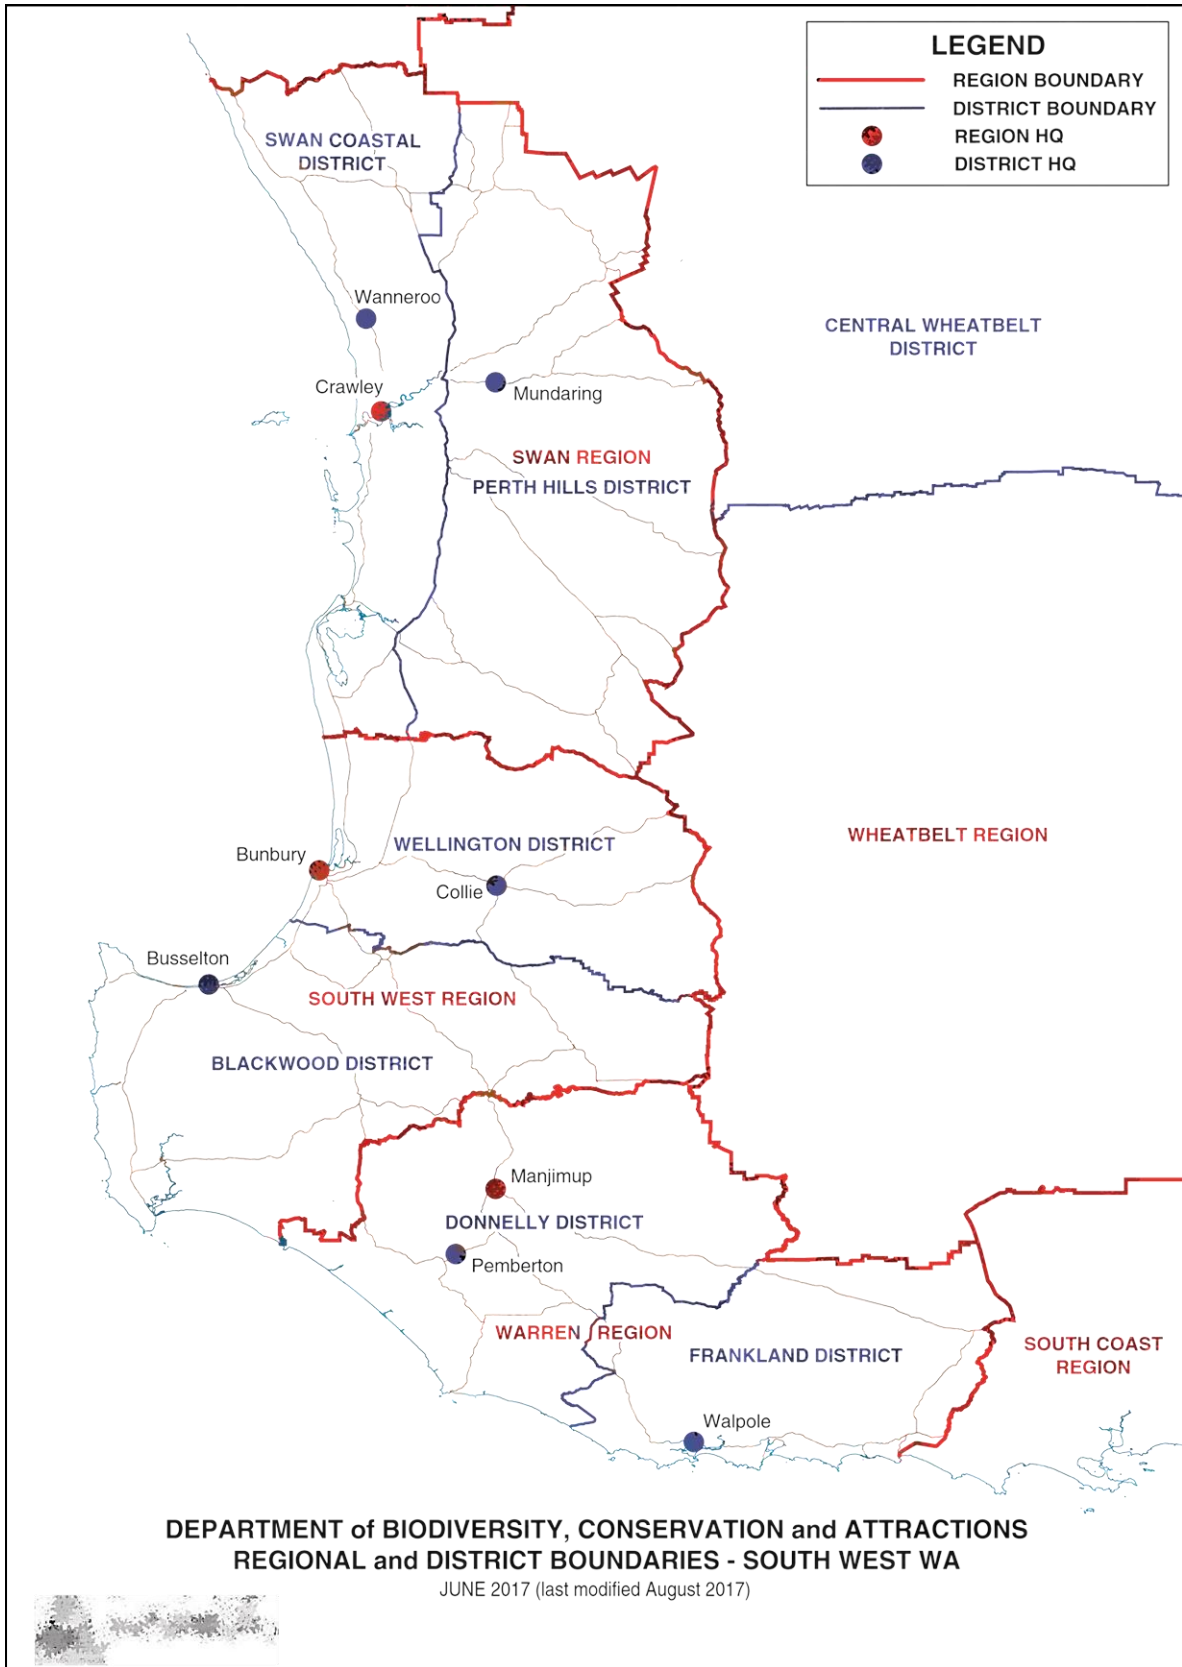 LEGEND
REGION BOUNDARY
DISTRICT BOUNDARY
REGION HQ
DISTRICT HQ
SWAN COASTAL
DISTRICT
Wanneroo
CENTRAL WHEATBELT
DISTRICT
Crawley
Mundaring
SWAN REGION
PERTH HILLS DISTRICT
WHEATBELT REGION
WELLINGTON DISTRICT
Bunbury
Collie
Busselton
SOUTH WEST REGION
BLACKWOOD DISTRICT
Manjimup
DONNELLY DISTRICT
Pemberton
WARREN REGION
FRANKLAND DISTRICT
SOUTH COAST
REGION
Walpole
DEPARTMENT of BIODIVERSITY, CONSERVATION and ATTRACTIONS
REGIONAL and DISTRICT BOUNDARIES - SOUTH WEST WA
JUNE 2017 (last modified August 2017)